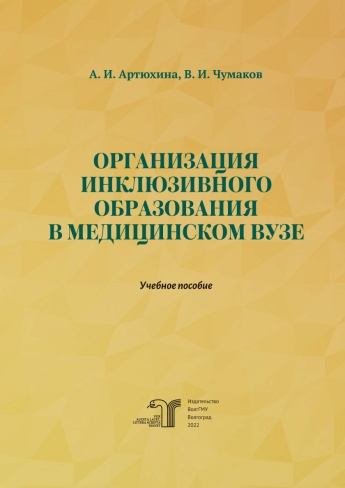 А. И. Артюхина, В. И. Чумаков
ОРГАНИЗАЦИЯ
ИНКЛЮЗИВНОГО
ОБРАЗОВАНИЯ
В МЕДИЦИНСКОМ ВУЗЕ
Учебное пособие
Издательство
ВолгГМУ
Волгоград
2022